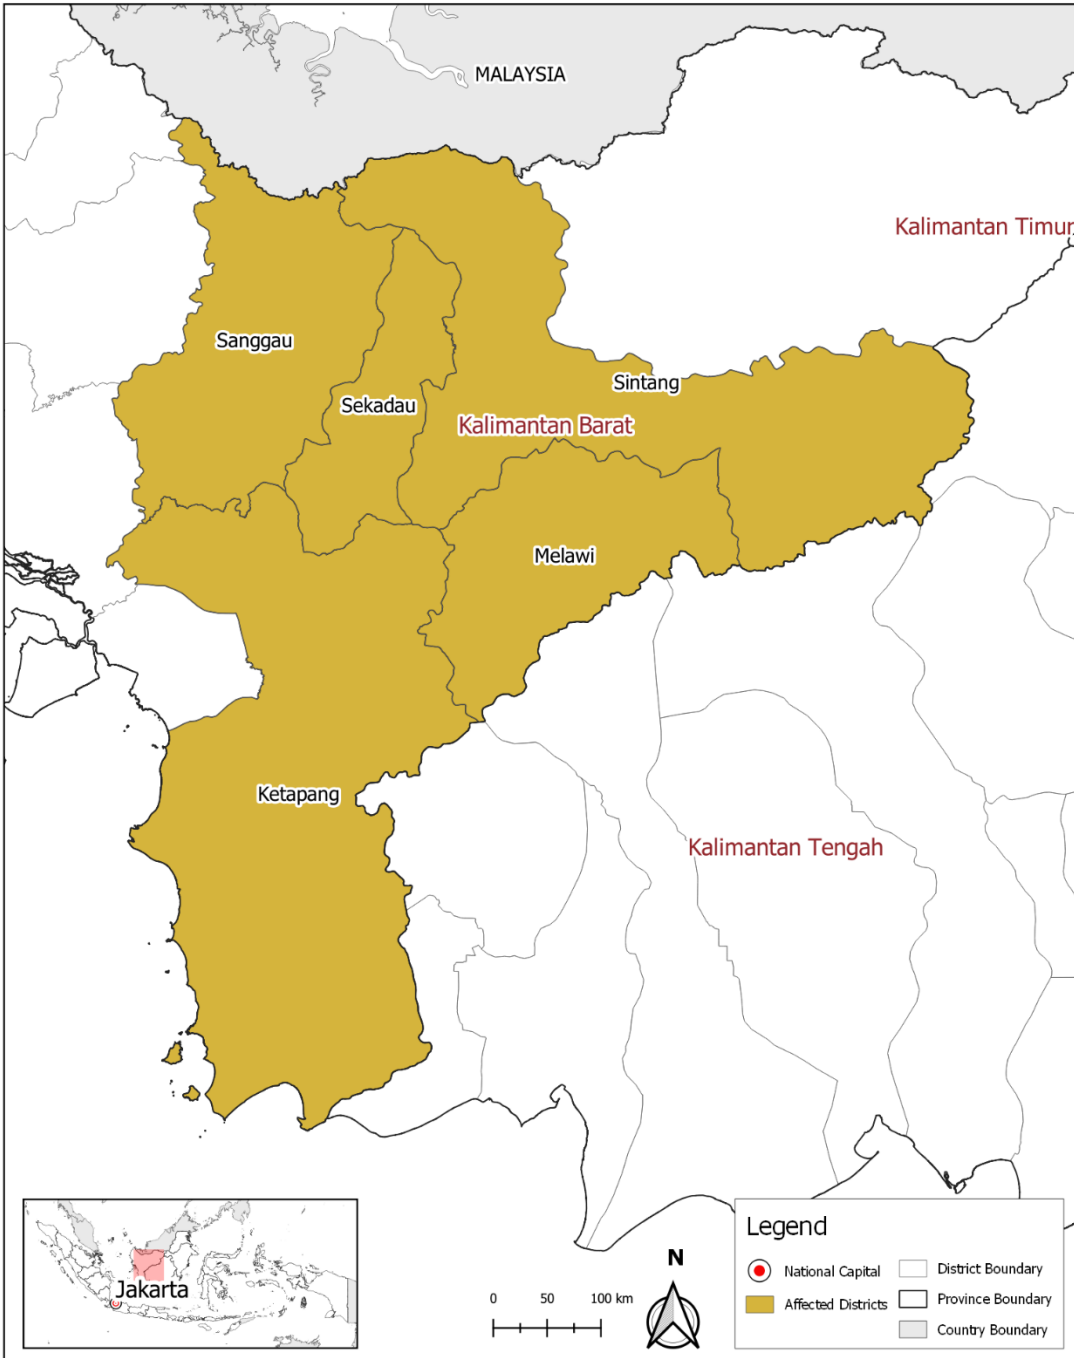 MALAYSIA
Kalimantan Timur
Sanggau
Sintang
Sekadau
Kalimantan Barat
Melawi
Ketapang
Kalimantan Tengah
Jakarta
0 50 100 km
N
Legend
National Capital
Affected Districts
District Boundary
Province Boundary
Country Boundary